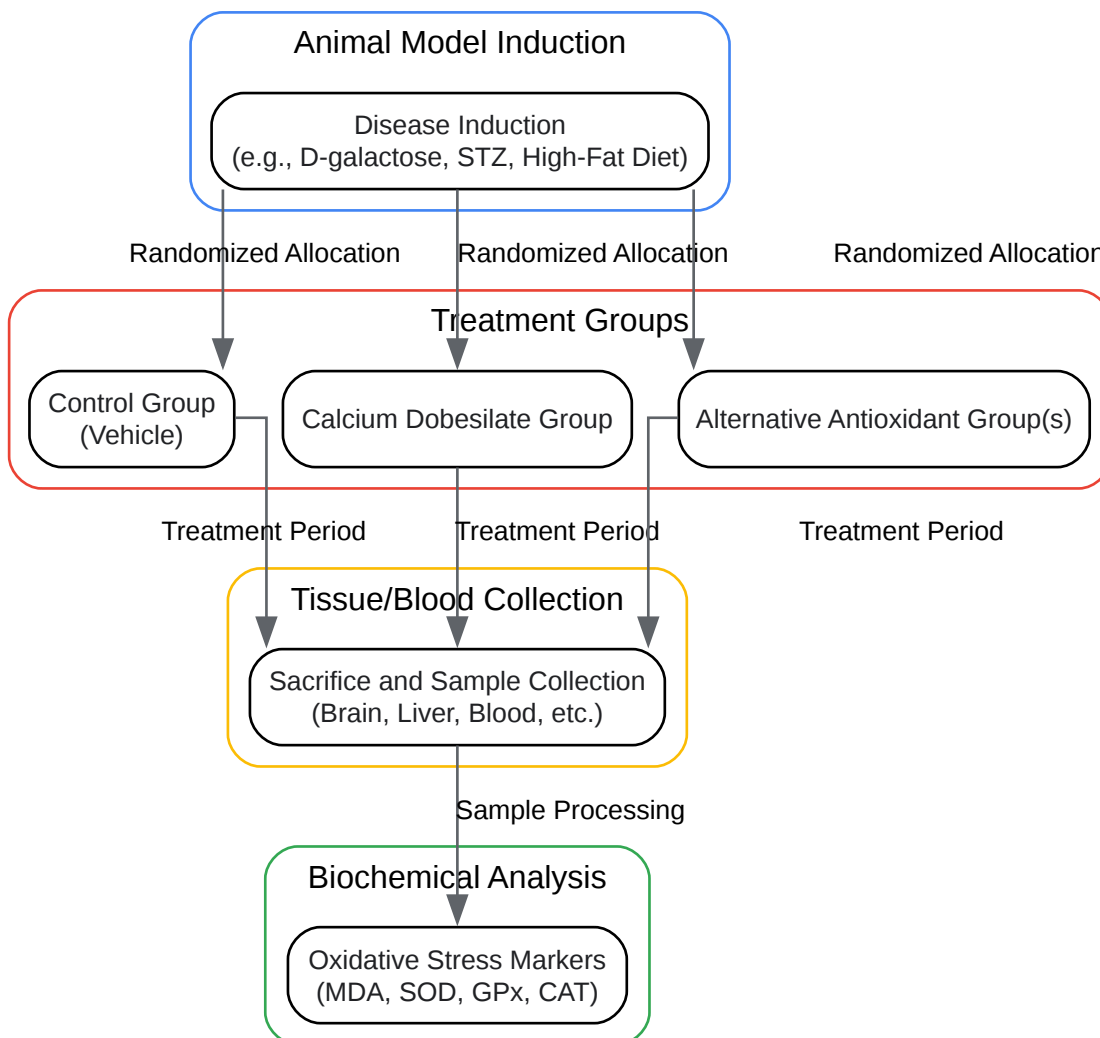 Animal Model Induction
Disease Induction
(e.g., D-galactose, STZ, High-Fat Diet)
Randomized Allocation
Randomized Allocation
Randomized Allocation
Treatment Groups
Control Group
(Vehicle)
Calcium Dobesilate Group
Alternative Antioxidant Group(s)
Treatment Period
Treatment Period
Treatment Period
Tissue/Blood Collection
Sacrifice and Sample Collection
(Brain, Liver, Blood, etc.)
Sample Processing
Biochemical Analysis
Oxidative Stress Markers
(MDA, SOD, GPx, CAT)